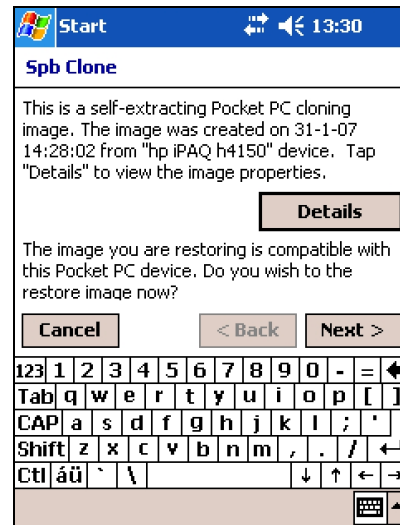 Start 13:30
Spb Clone
This is a self-extracting Pocket PC cloning
image. The image was created on 31-1-07
14:28:02 from "hp iPAQ h4150" device. Tap
"Details" to view the image properties.
Details
The image you are restoring is compatible with
this Pocket PC device. Do you wish to the
restore image now?
Cancel < Back Next >
123 1 2 3 4 5 6 7 8 9 0 - =
Tab q w e r t y u i o p [ ]
CAP a s d f g h j k l ; '
Shift z x c v b n m , . /
Ctl áü ` \ ↓ ↑ ← →